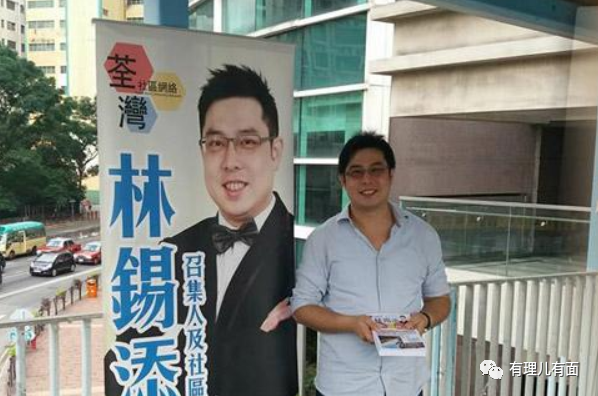 荃灣
社區網絡
林錫添
召集人及社區
有理儿有面